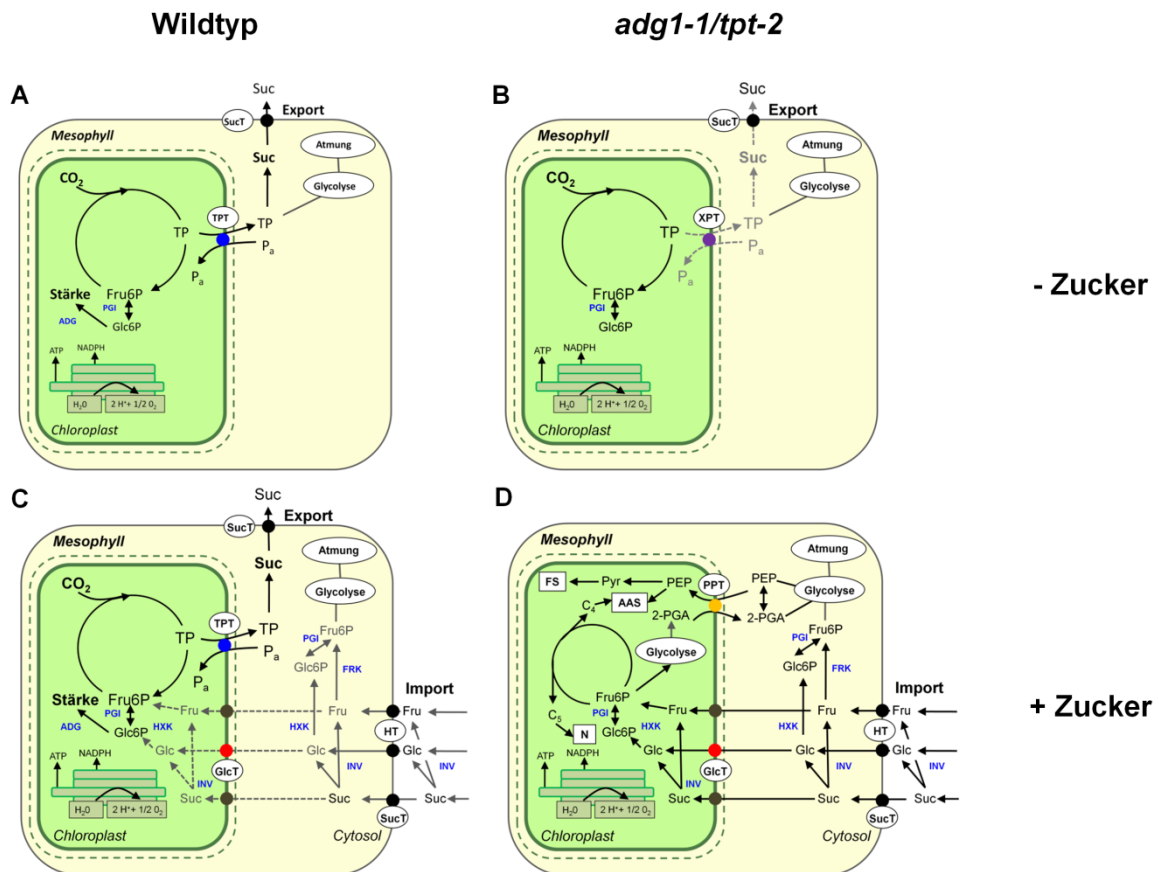 Wildtyp
adg1-1/tpt-2
A
Suc
SucT
Export
Mesophyll
Atmung
Suc
Glycolyse
CO2
TPT
TP
TP
Pa
Pa
Stärke
Fru6P
PGI
ADG
Glc6P
ATP
NADPH
H20
2 H++ 1/2 O2
Chloroplast
B
Suc
SucT
Export
Mesophyll
Atmung
Suc
Glycolyse
CO2
XPT
TP
TP
Pa
Pa
Fru6P
PGI
Glc6P
ATP
NADPH
H20
2 H++ 1/2 O2
Chloroplast
- Zucker
C
Suc
SucT
Export
Mesophyll
Atmung
Suc
Glycolyse
CO2
TPT
TP
TP
Pa
Pa
Fru6P
PGI
Glc6P
FRK
Import
Stärke
Fru6P
PGI
HXK
ADG
Glc6P
Fru
Fru
Fru
HXK
HT
Glc
Glc
Glc
GlcT
INV
INV
INV
ATP
NADPH
Suc
Suc
Suc
SucT
H20
2 H++ 1/2 O2
Chloroplast
Cytosol
D
Mesophyll
Atmung
FS
Pyr
PEP
PPT
PEP
Glycolyse
C4
AAS
2-PGA
2-PGA
Fru6P
PGI
Glc6P
Glycolyse
FRK
Import
Fru6P
PGI
HXK
Glc6P
C5
N
Fru
Fru
HXK
HT
Glc
Glc
Glc
GlcT
INV
INV
INV
ATP
NADPH
Suc
Suc
Suc
SucT
H20
2 H++ 1/2 O2
Chloroplast
Cytosol
+ Zucker